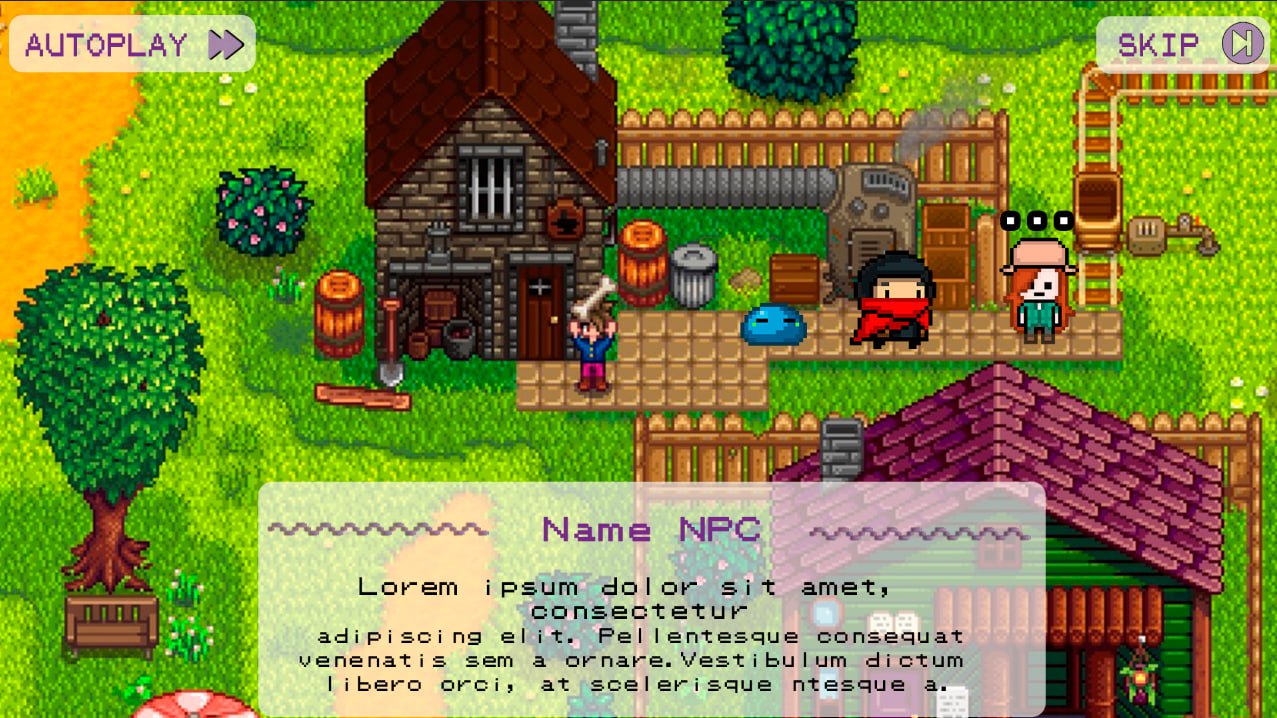 AUTOPLAY
SKIP
Name NPC
Lorem ipsum dolor sit amet,
consectetur
adipiscing elit. Pellentesque consequat
venenatis sem a ornare.Vestibulum dictum
libero orci, at scelerisque ntesque a.